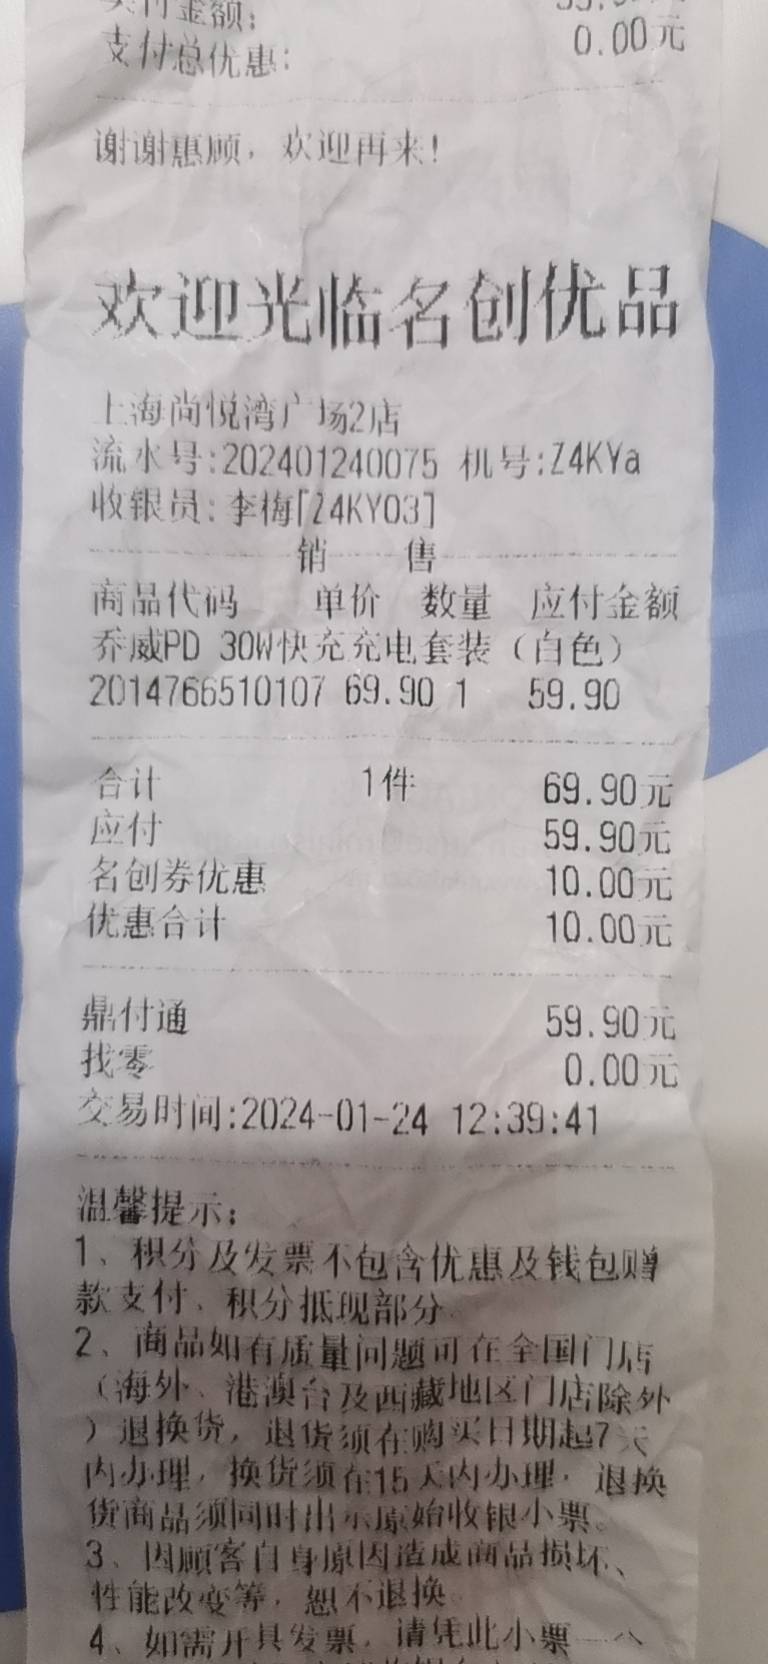 支付总优惠:
0.00元
谢谢惠顾，欢迎再来!
欢迎光临名创优品
上海尚悦湾广场2店
流水号:202401240075 机号:Z4KYa
收银员:李梅[Z4KY03]
销 售
商品代码 单价 数量 应付金额
乔威PD 30W快充充电套装（白色）
2014766510107 69.90 1 59.90
合计 1件 69.90元
应付 59.90元
名创券优惠 10.00元
优惠合计 10.00元
鼎付通 59.90元
找零 0.00元
交易时间:2024-01-24 12:39:41
温馨提示:
1、积分及发票不包含优惠及钱包赠
款支付、积分抵现部分。
2、商品如有质量问题可在全国门店
（海外、港澳台及西藏地区门店除外
）退换货，退货须在购买日期起7天
内办理，换货须在15天内办理，退换
货商品须同时出示原始收银小票。
3、因顾客自身原因造成商品损坏、
性能改变等，恕不退换。
4、如需开具发票，请凭此小票一个